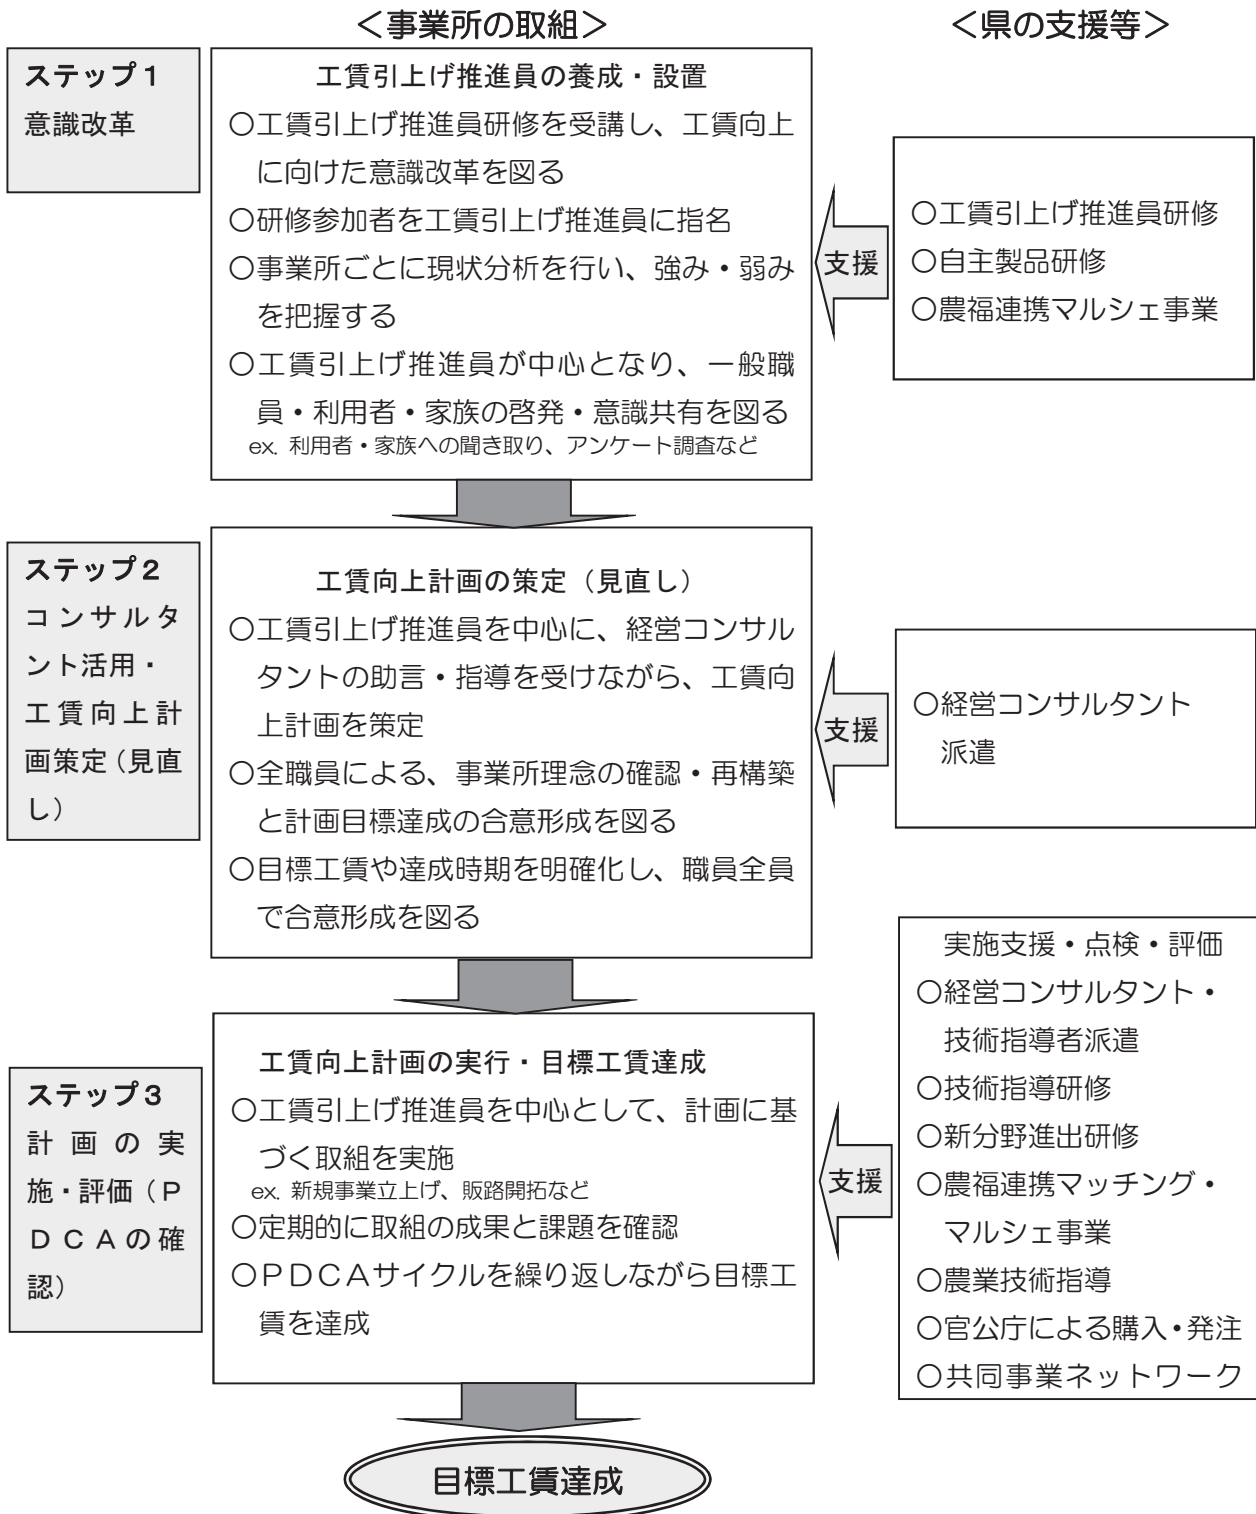 ＜事業所の取組＞
＜県の支援等＞
ステップ１
意識改革
工賃引上げ推進員の養成・設置
〇工賃引上げ推進員研修を受講し、工賃向上
に向けた意識改革を図る
〇研修参加者を工賃引上げ推進員に指名
〇事業所ごとに現状分析を行い、強み・弱み
を把握する
〇工賃引上げ推進員が中心となり、一般職
員・利用者・家族の啓発・意識共有を図る
ex. 利用者・家族への聞き取り、アンケート調査など
支援
〇工賃引上げ推進員研修
〇自主製品研修
〇農福連携マルシェ事業
ステップ２
コンサルタ
ント活用・
工賃向上計
画策定（見直
し）
工賃向上計画の策定（見直し）
〇工賃引上げ推進員を中心に、経営コンサル
タントの助言・指導を受けながら、工賃向
上計画を策定
〇全職員による、事業所理念の確認・再構築
と計画目標達成の合意形成を図る
〇目標工賃や達成時期を明確化し、職員全員
で合意形成を図る
支援
〇経営コンサルタント
派遣
ステップ３
計画の実
施・評価（Ｐ
ＤＣＡの確
認）
工賃向上計画の実行・目標工賃達成
〇工賃引上げ推進員を中心として、計画に基
づく取組を実施
ex. 新規事業立上げ、販路開拓など
〇定期的に取組の成果と課題を確認
〇ＰＤＣＡサイクルを繰り返しながら目標工
賃を達成
支援
実施支援・点検・評価
〇経営コンサルタント・
技術指導者派遣
〇技術指導研修
〇新分野進出研修
〇農福連携マッチング・
マルシェ事業
〇農業技術指導
〇官公庁による購入・発注
〇共同事業ネットワーク
目標工賃達成